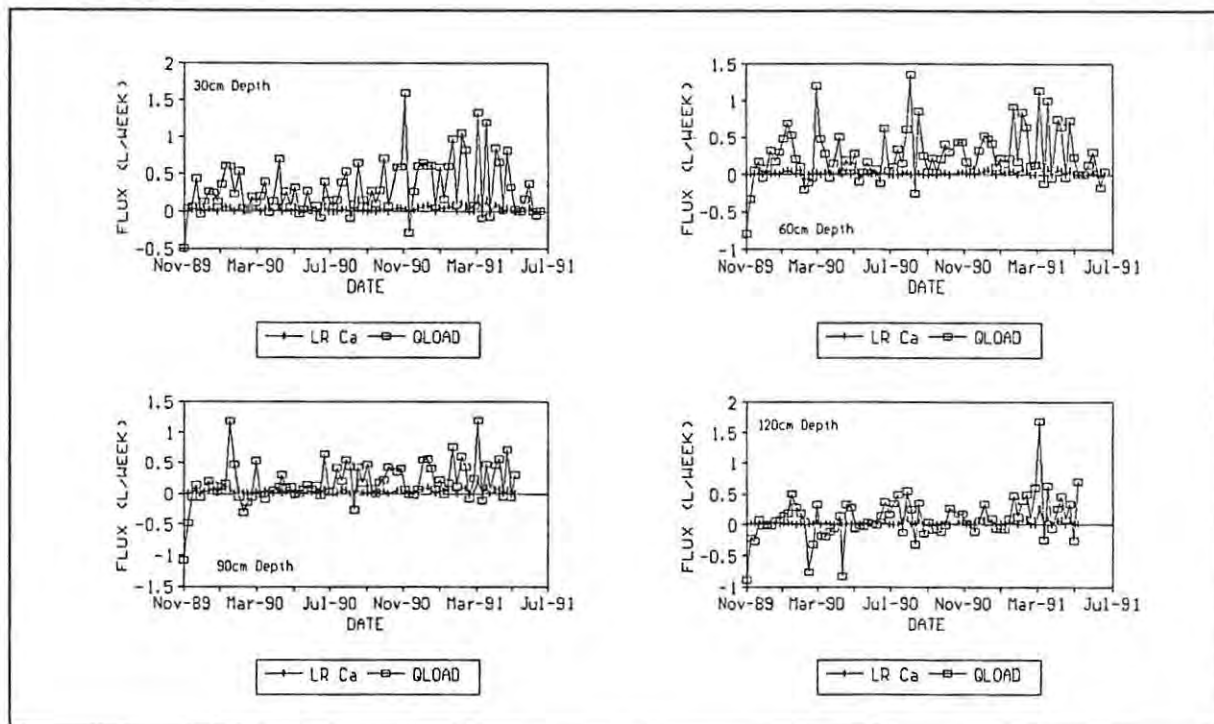 2
1.5
1
0.5
0
-0.5
FLUX (L/WEEK)
30cm Depth
Nov-89 Mar-90 Jul-90 Nov-90 Mar-91 Jul-91
DATE
LR Ca QLOAD
1.5
1
0.5
0
-0.5
-1
FLUX (L/WEEK)
60cm Depth
Nov-89 Mar-90 Jul-90 Nov-90 Mar-91 Jul-91
DATE
LR Ca QLOAD
1.5
1
0.5
0
-0.5
-1
-1.5
FLUX (L/WEEK)
90cm Depth
Nov-89 Mar-90 Jul-90 Nov-90 Mar-91 Jul-91
DATE
LR Ca QLOAD
2
1.5
1
0.5
0
-0.5
-1
FLUX (L/WEEK)
120cm Depth
Nov-89 Mar-90 Jul-90 Nov-90 Mar-91 Jul-91
DATE
LR Ca QLOAD